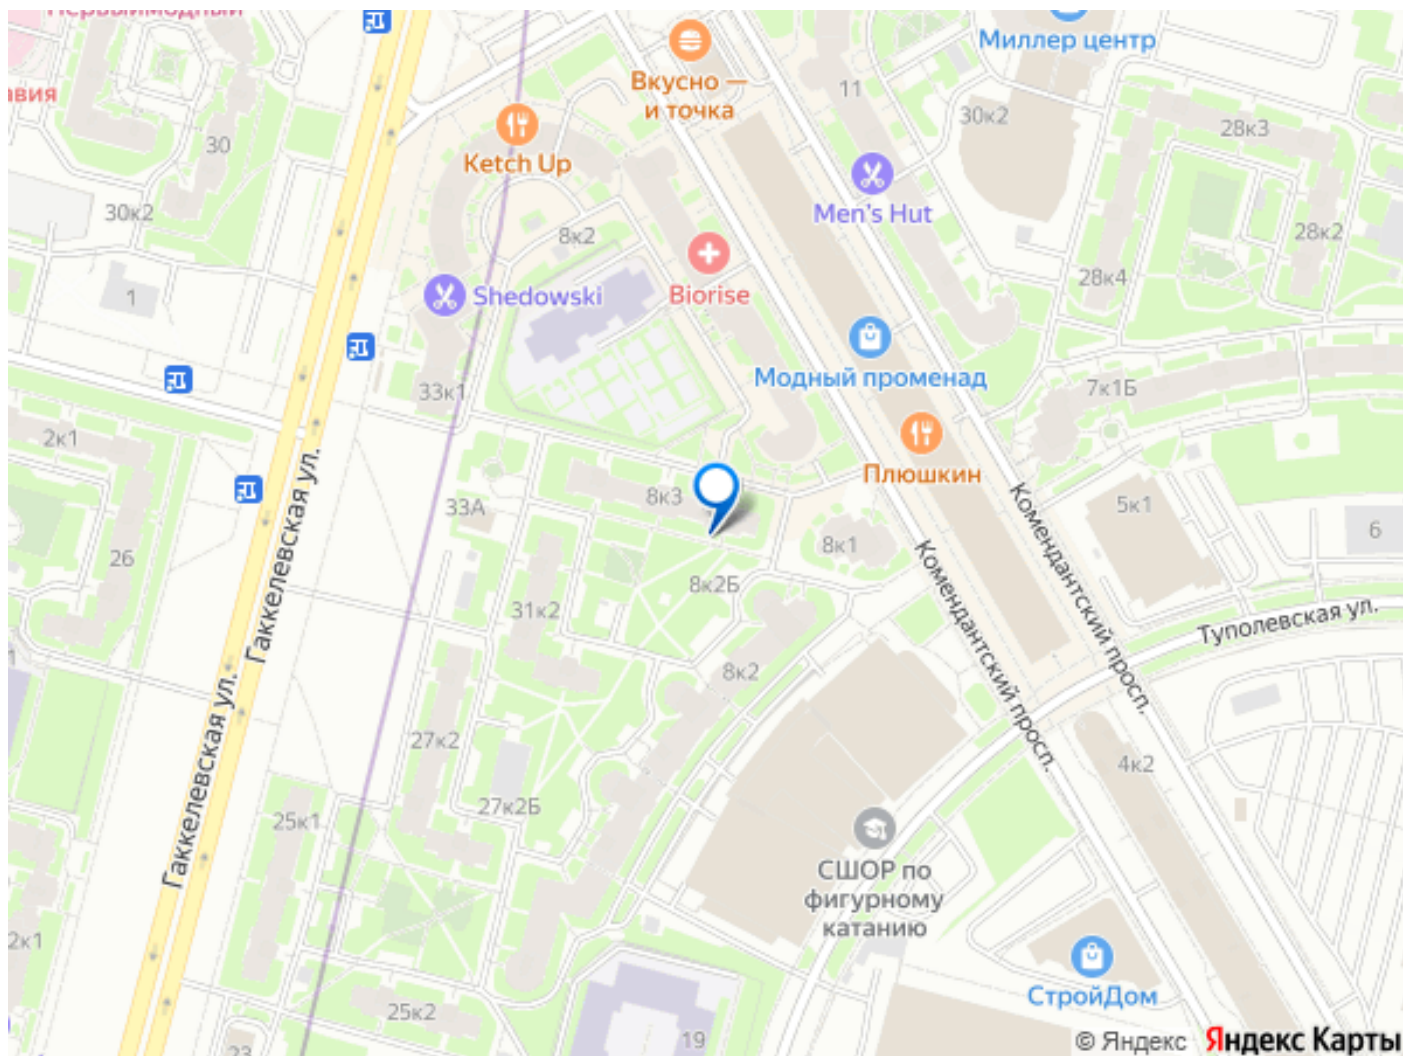 Первыймодный
Миллер центр
Вкусно —
и точка
авия
11
30к2
28к3
30
Ketch Up
Men's Hut
30к2
8к2
28к2
28к4
1
Shedowski
Biorise
Модный променад
33к1
7к1Б
2к1
Плюшкин
8к3
33А
5к1
6
8к1
26
8к2Б
31к2
Гаккелевская ул.
Комендантский просп.
Комендантский просп.
Туполевская ул.
8к2
Гаккелевская ул.
27к2
4к2
27к2Б
25к1
СШОР по
фигурному
катанию
2к1
СтройДом
25к2
19
23
© Яндекс Яндекс Карты